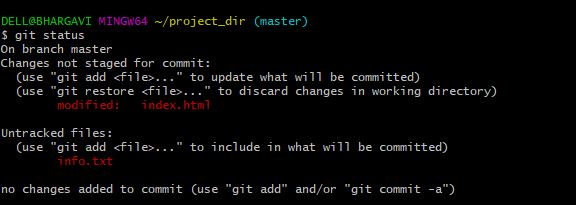 DELL@BHARGAVI MINGW64 ~/project_dir (master)
$ git status
On branch master
Changes not staged for commit:
  (use "git add <file>..." to update what will be committed)
  (use "git restore <file>..." to discard changes in working directory)
        modified:   index.html

Untracked files:
  (use "git add <file>..." to include in what will be committed)
        info.txt

no changes added to commit (use "git add" and/or "git commit -a")